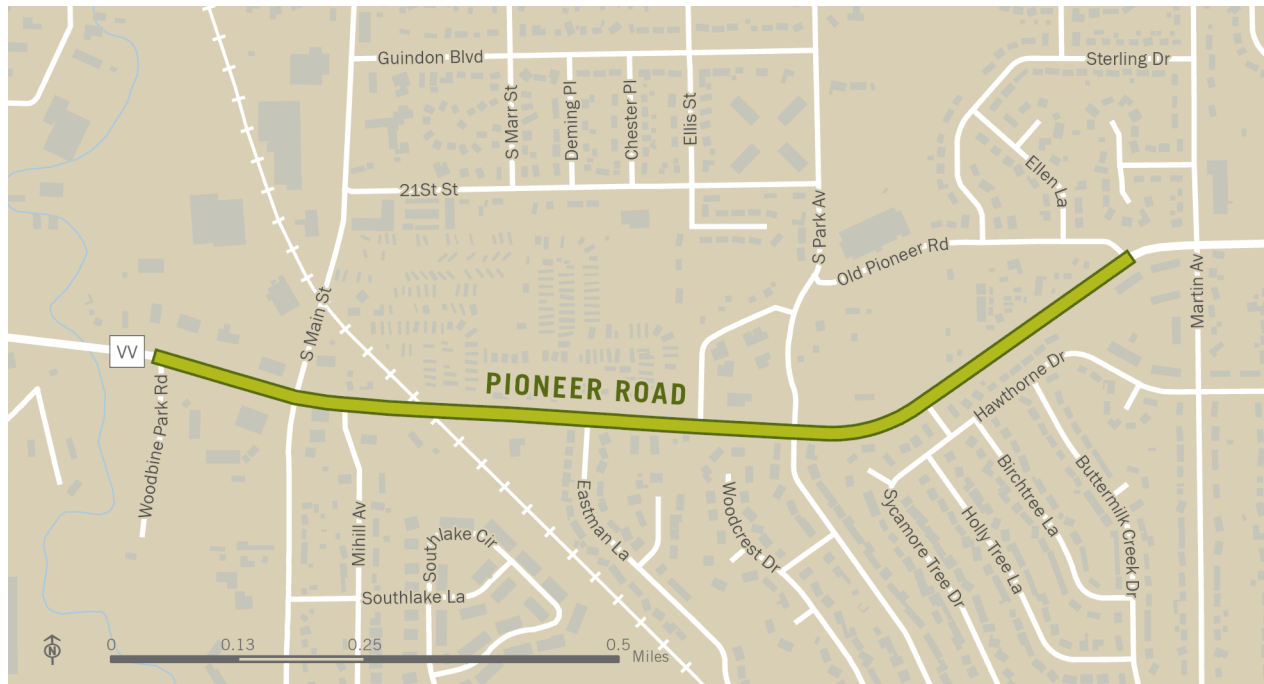 Guindon Blvd
Sterling Dr
S Marr St
Deming Pl
Chester Pl
Ellis St
21St St
Ellen La
S Park Av
Old Pioneer Rd
Martin Av
S Main St
VV
PIONEER ROAD
Woodbine Park Rd
Hawthorne Dr
Mihill Av
Eastman La
Woodcrest Dr
Sycamore Tree Dr
Holly Tree La
Birchtree La
Buttermilk Creek Dr
Southlake Cir
Southlake La
N
0 0.13 0.25 0.5
Miles